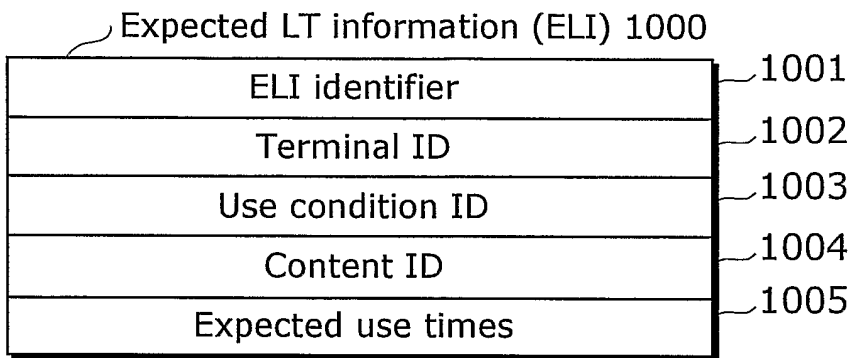 Expected LT information (ELI) 1000
ELI identifier 1001
Terminal ID 1002
Use condition ID 1003
Content ID 1004
Expected use times 1005